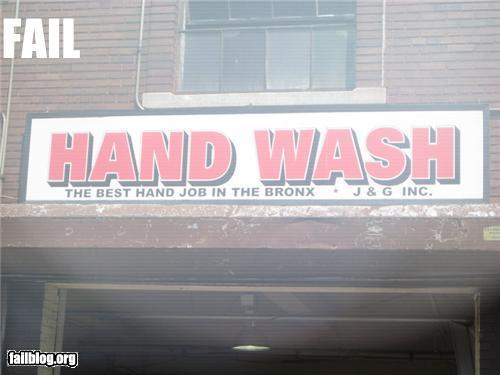 FAIL
HAND WASH
THE BEST HAND JOB IN THE BRONX * J & G INC.
failblog.org